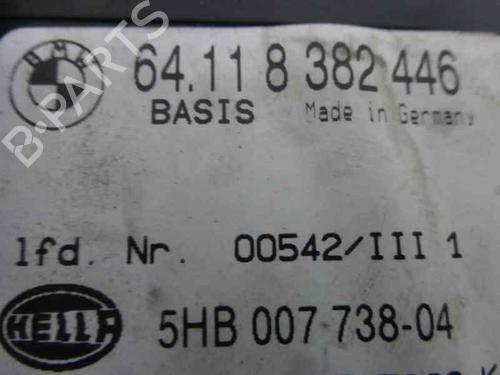 BMW
64.11 8 382 446
BASIS Made in Germany
B-PARTS
lfd. Nr. 00542/III 1
HELLA 5HB 007 738-04